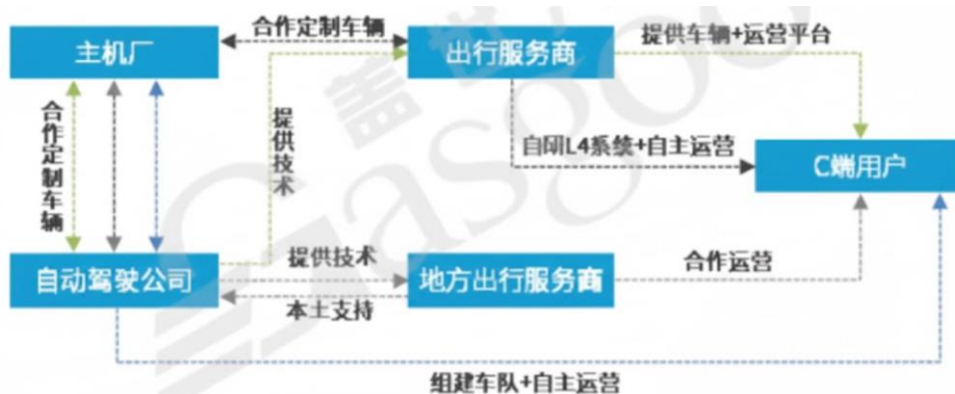 主机厂
合作定制车辆
出行服务商
提供车辆+运营平台
合作定制车辆
提供技术
自研L4系统+自主运营
C端用户
自动驾驶公司
提供技术
本土支持
地方出行服务商
合作运营
组建车队+自主运营
Gasgoo